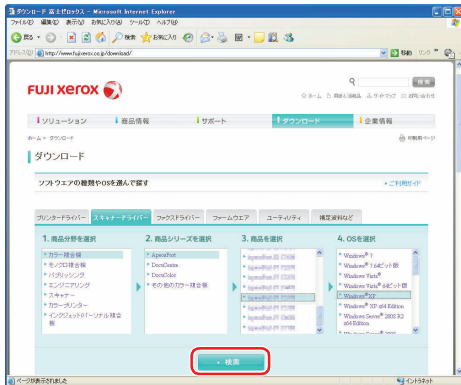 ダウンロード 富士ゼロックス - Microsoft Internet Explorer
ファイル(F) 編集(E) 表示(V) お気に入り(A) ツール(T) ヘルプ(H)
戻る 検索 お気に入り
アドレス(D) http://www.fujixerox.co.jp/download/ 移動 リンク
FUJI XEROX
検索
ホーム
サイトマップ お問い合わせ
ソリューション 商品情報 サポート ダウンロード 企業情報
ホーム > ダウンロード 印刷用ページ
ダウンロード
ソフトウエアの種類やOSを選んで探す ご利用ガイド
プリンタードライバー スキャナードライバー ファクスドライバー ファームウエア ユーティリティ 補足資料など
1. 商品分野を選択 2. 商品シリーズを選択 3. 商品を選択 4. OSを選択
カラー複合機
モノクロ複合機
パブリッシング
エンジニアリング
スキャナー
カラープリンター
インクジェットパーソナル複合機
ApeosPort
DocuCentre
DocuColor
その他のカラー複合機
Windows® 7
Windows® 7 64ビット版
Windows Vista®
Windows Vista® 64ビット版
Windows® XP
Windows® XP x64 Edition
Windows Server® 2008 R2 x64 Edition
検索
ページが表示されました インターネット